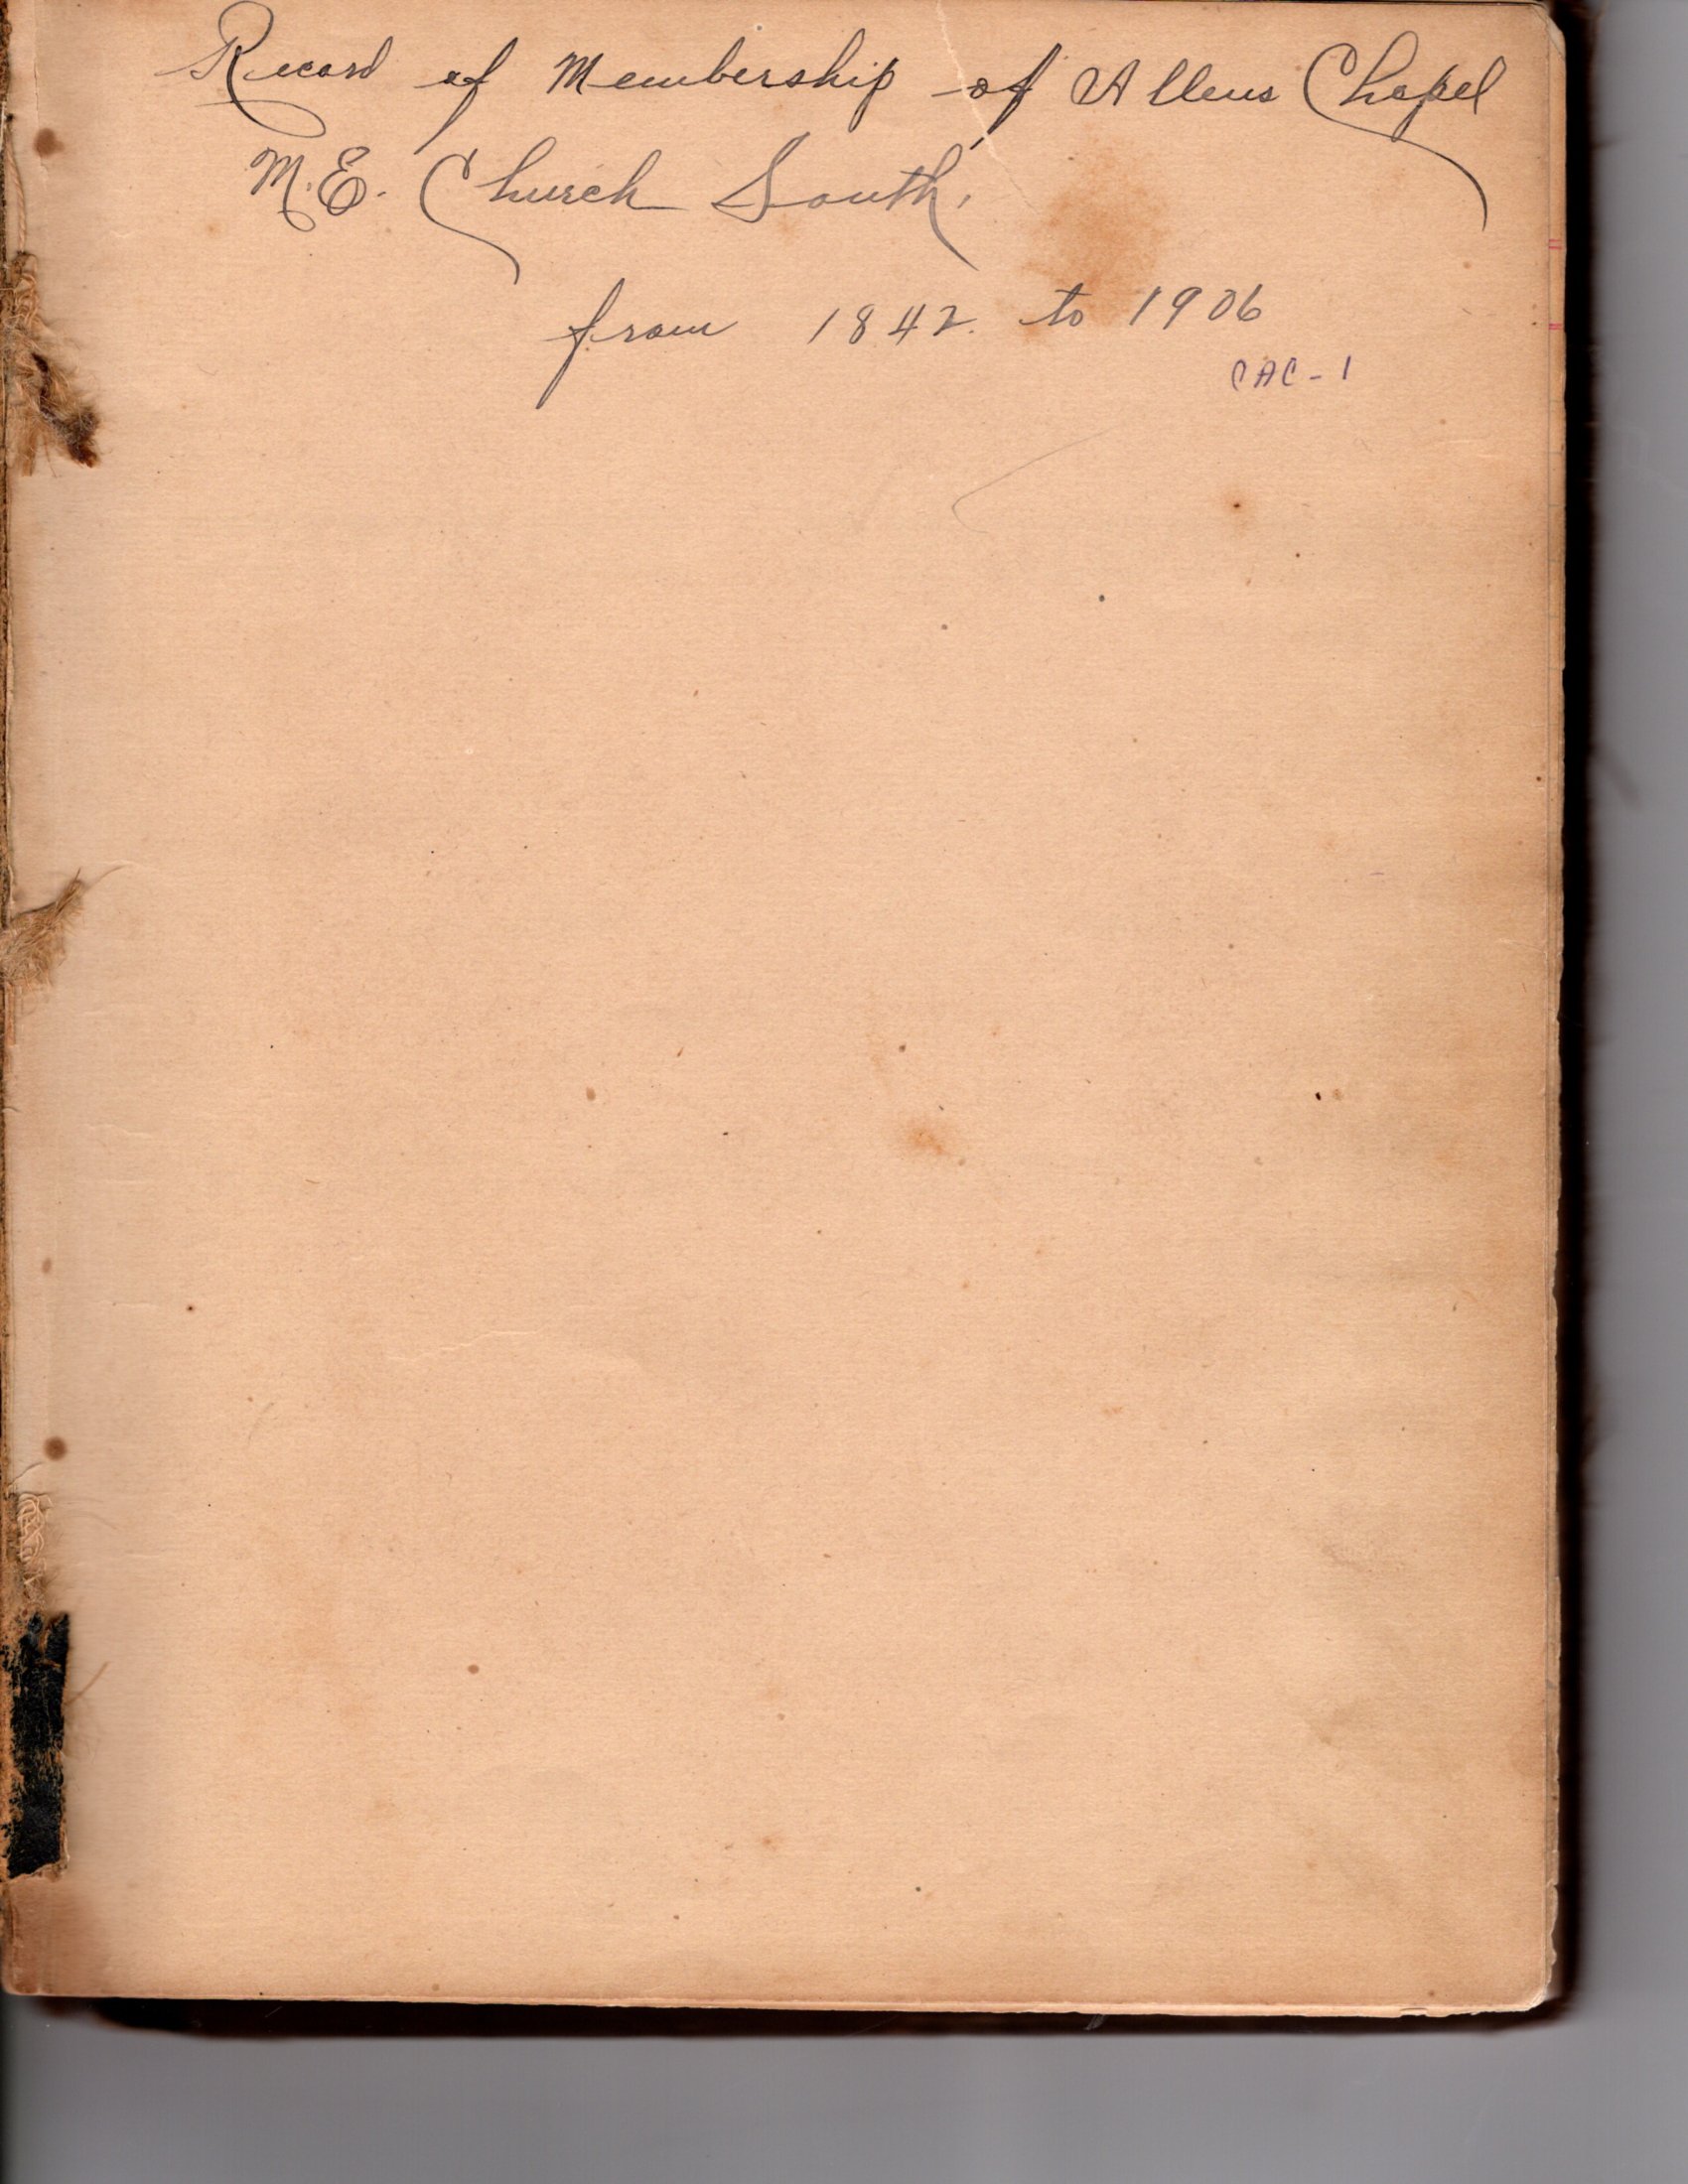 Record of Membership of Allens Chapel
M.E. Church South.
from 1842. to 1906
CAC-1